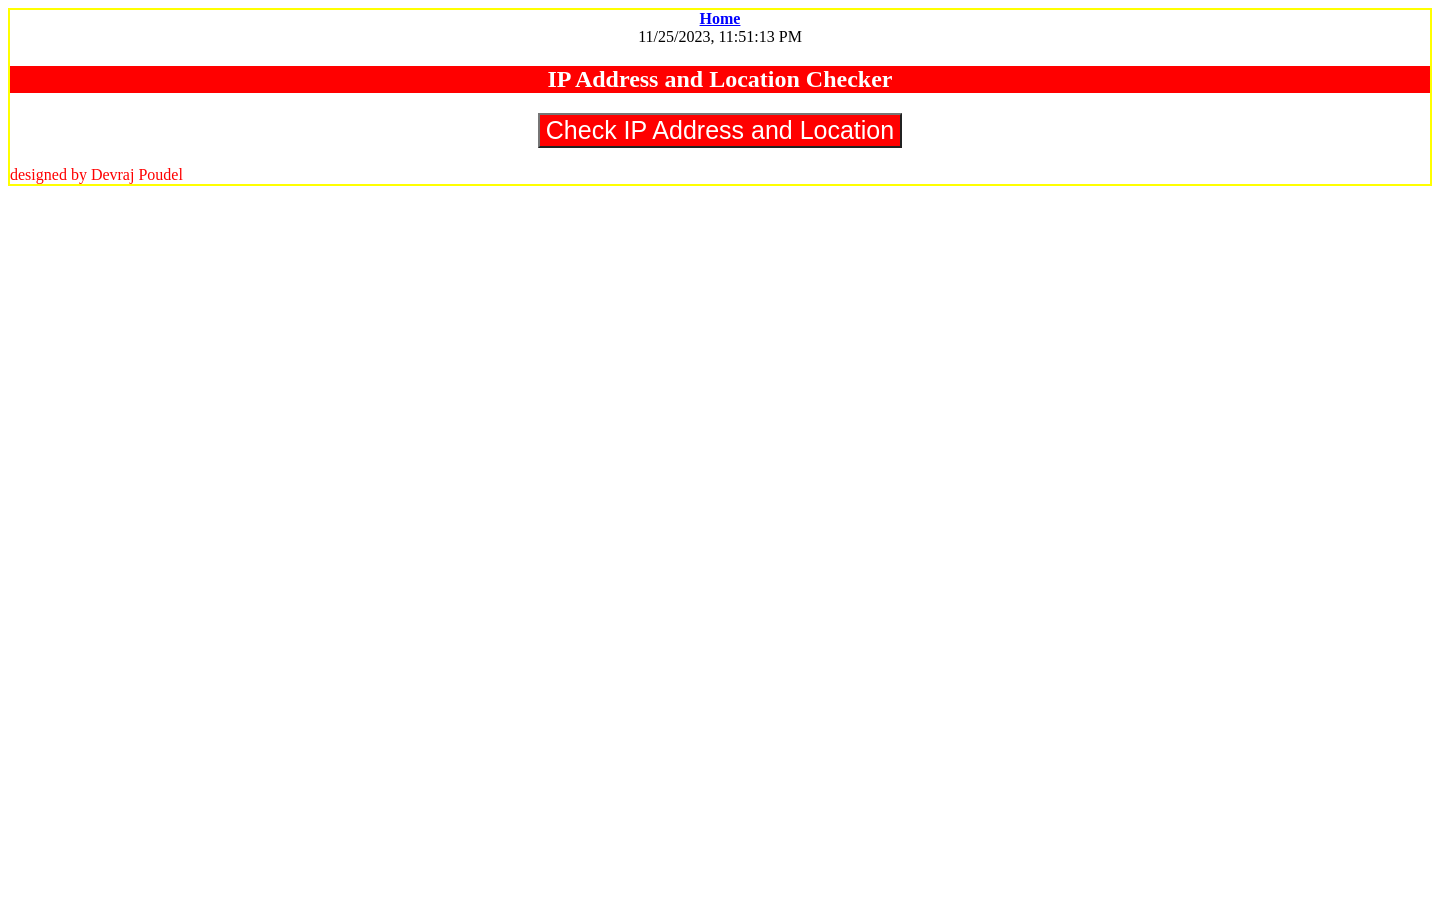 Home
11/25/2023, 11:51:13 PM
IP Address and Location Checker
Check IP Address and Location
designed by Devraj Poudel